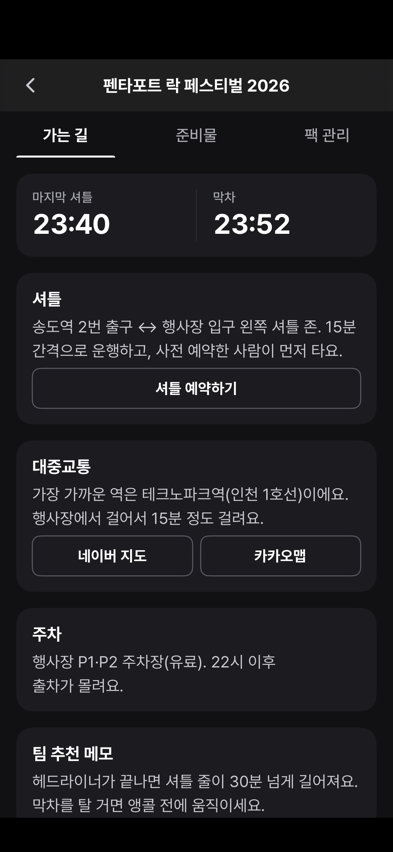 펜타포트 락 페스티벌 2026
가는 길
준비물
팩 관리
마지막 셔틀
막차
23:40
23:52
셔틀
송도역 2번 출구 ↔ 행사장 입구 왼쪽 셔틀 존. 15분
간격으로 운행하고, 사전 예약한 사람이 먼저 타요.
셔틀 예약하기
대중교통
가장 가까운 역은 테크노파크역(인천 1호선)이에요.
행사장에서 걸어서 15분 정도 걸려요.
네이버 지도
카카오맵
주차
행사장 P1·P2 주차장(유료). 22시 이후
출차가 몰려요.
팀 추천 메모
헤드라이너가 끝나면 셔틀 줄이 30분 넘게 길어져요.
막차를 탈 거면 앵콜 전에 움직이세요.